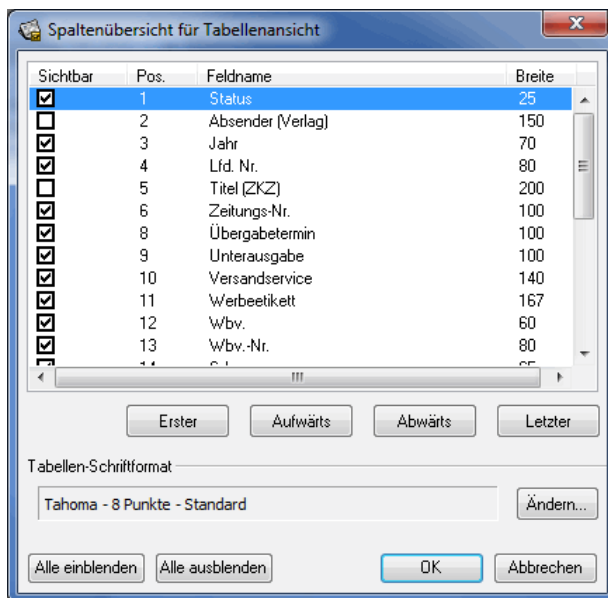 Spaltenübersicht für Tabellenansicht
Sichtbar Pos. Feldname Breite
1 Status 25
2 Absender (Verlag) 150
3 Jahr 70
4 Lfd. Nr. 80
5 Titel (ZKZ) 200
6 Zeitungs-Nr. 100
8 Übergabetermin 100
9 Unterausgabe 100
10 Versandservice 140
11 Werbeetikett 167
12 Wbv. 60
13 Wbv.-Nr. 80
Erster Aufwärts Abwärts Letzter
Tabellen-Schriftformat
Tahoma - 8 Punkte - Standard Ändern...
Alle einblenden Alle ausblenden OK Abbrechen